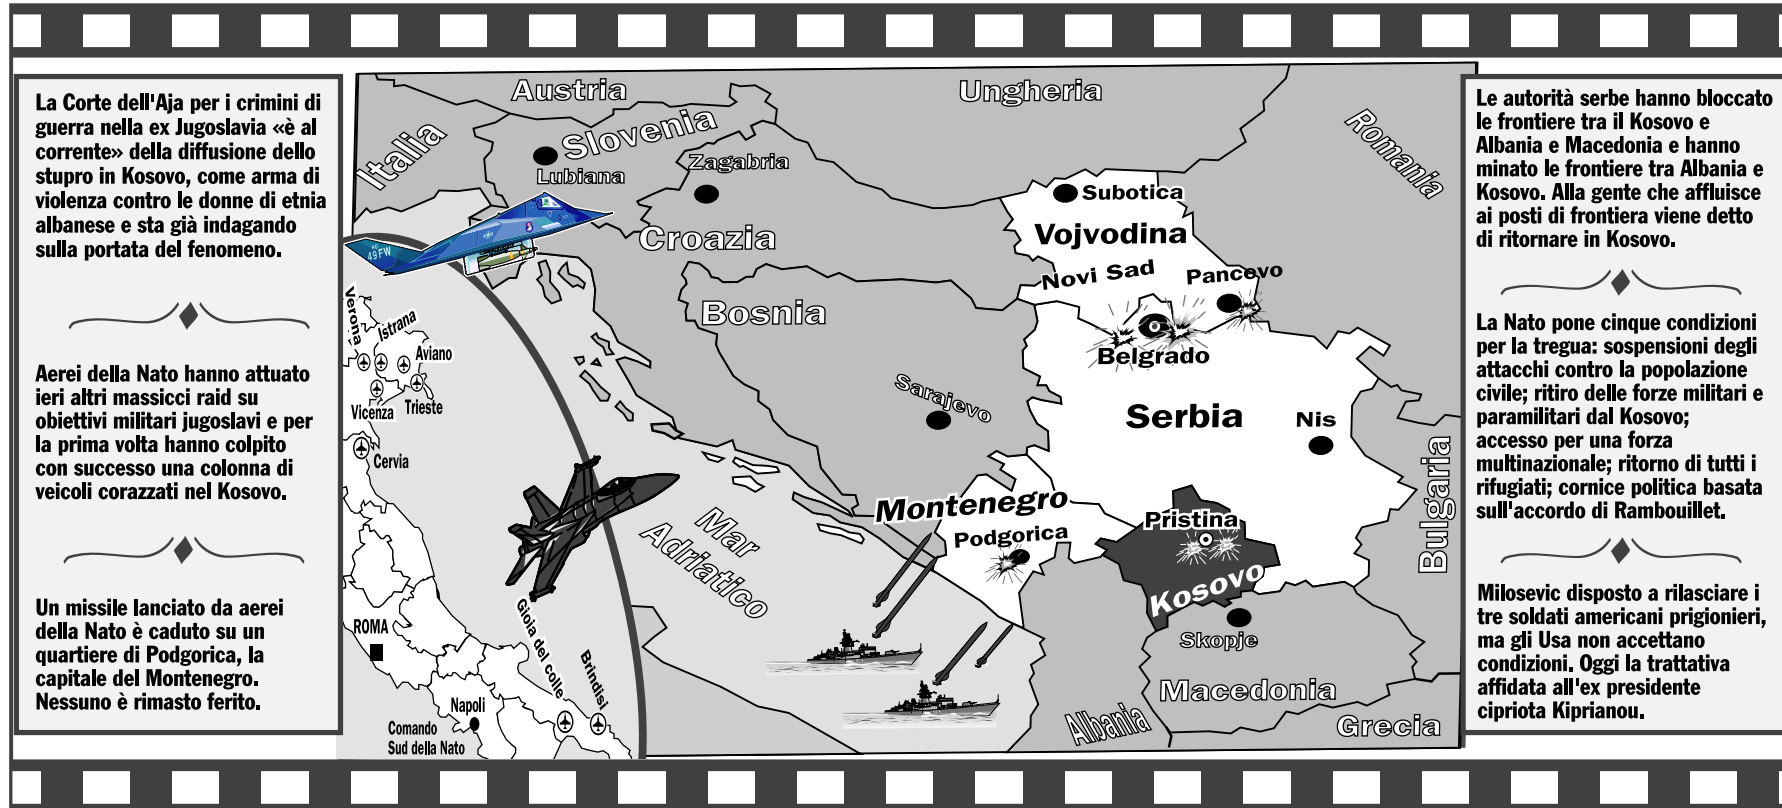 La Corte dell'Aja per i crimini di
guerra nella ex Jugoslavia «è al
corrente» della diffusione dello
stupro in Kosovo, come arma di
violenza contro le donne di etnia
albanese e sta già indagando
sulla portata del fenomeno.
Aerei della Nato hanno attuato
ieri altri massicci raid su
obiettivi militari jugoslavi e per
la prima volta hanno colpito
con successo una colonna di
veicoli corazzati nel Kosovo.
Un missile lanciato da aerei
della Nato è caduto su un
quartiere di Podgorica, la
capitale del Montenegro.
Nessuno è rimasto ferito.
Austria
Ungheria
Italia
Slovenia
Lubiana
Zagabria
Romania
Subotica
Vojvodina
Croazia
49FW
Novi Sad
Pancevo
Bosnia
Belgrado
Verona
Istrana
Aviano
Vicenza
Trieste
Cervia
Sarajevo
Serbia
Nis
Bulgaria
Montenegro
Podgorica
Pristina
Kosovo
Mar
Adriatico
Skopje
Macedonia
Albania
Grecia
ROMA
Gioia del colle
Brindisi
Napoli
Comando
Sud della Nato
Le autorità serbe hanno bloccato
le frontiere tra il Kosovo e
Albania e Macedonia e hanno
minato le frontiere tra Albania e
Kosovo. Alla gente che affluisce
ai posti di frontiera viene detto
di ritornare in Kosovo.
La Nato pone cinque condizioni
per la tregua: sospensioni degli
attacchi contro la popolazione
civile; ritiro delle forze militari e
paramilitari dal Kosovo;
accesso per una forza
multinazionale; ritorno di tutti i
rifugiati; cornice politica basata
sull'accordo di Rambouillet.
Milosevic disposto a rilasciare i
tre soldati americani prigionieri,
ma gli Usa non accettano
condizioni. Oggi la trattativa
affidata all'ex presidente
cipriota Kiprianou.